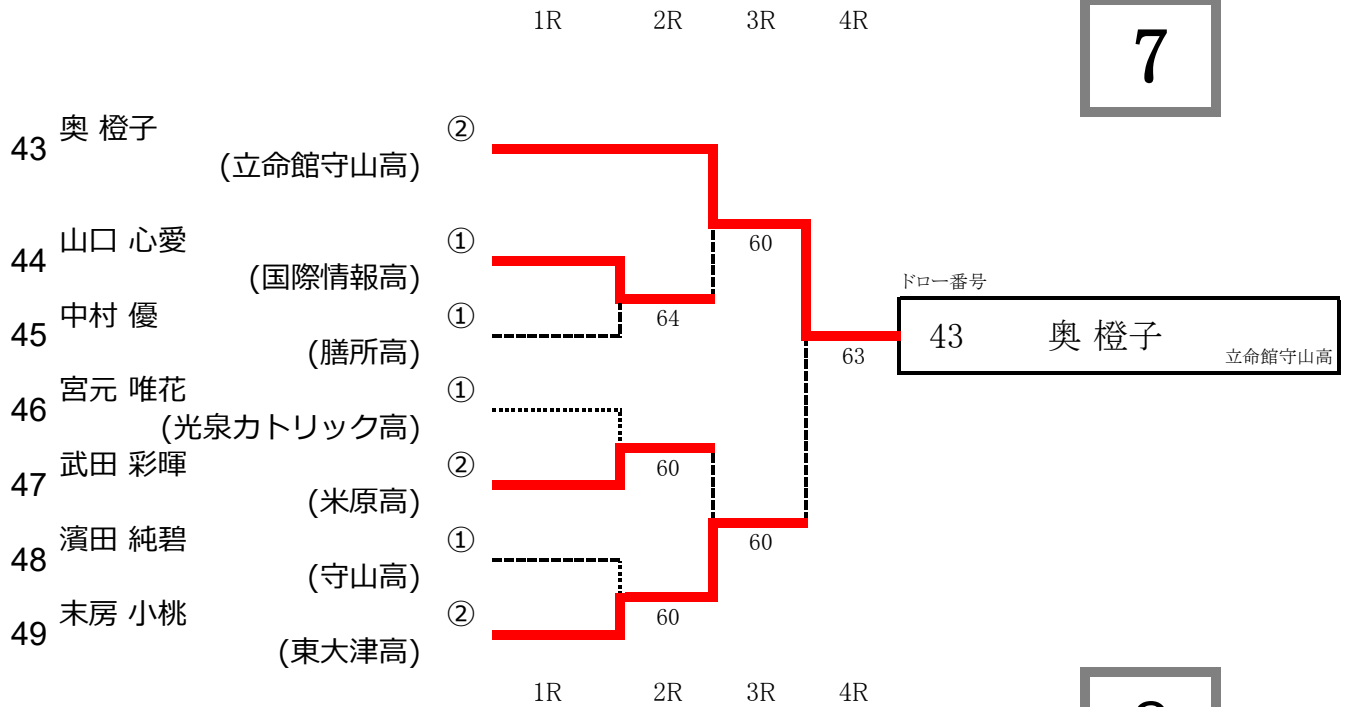 1R 2R 3R 4R
7
43 奥 橙子 ②
(立命館守山高)
44 山口 心愛 ①
(国際情報高)
60
ドロー番号
45 中村 優 ①
(膳所高)
64
43 奥 橙子 立命館守山高
63
46 宮元 唯花 ①
(光泉カトリック高)
47 武田 彩暉 ②
(米原高)
60
48 濱田 純碧 ①
(守山高)
60
49 末房 小桃 ②
(東大津高)
60
1R 2R 3R 4R